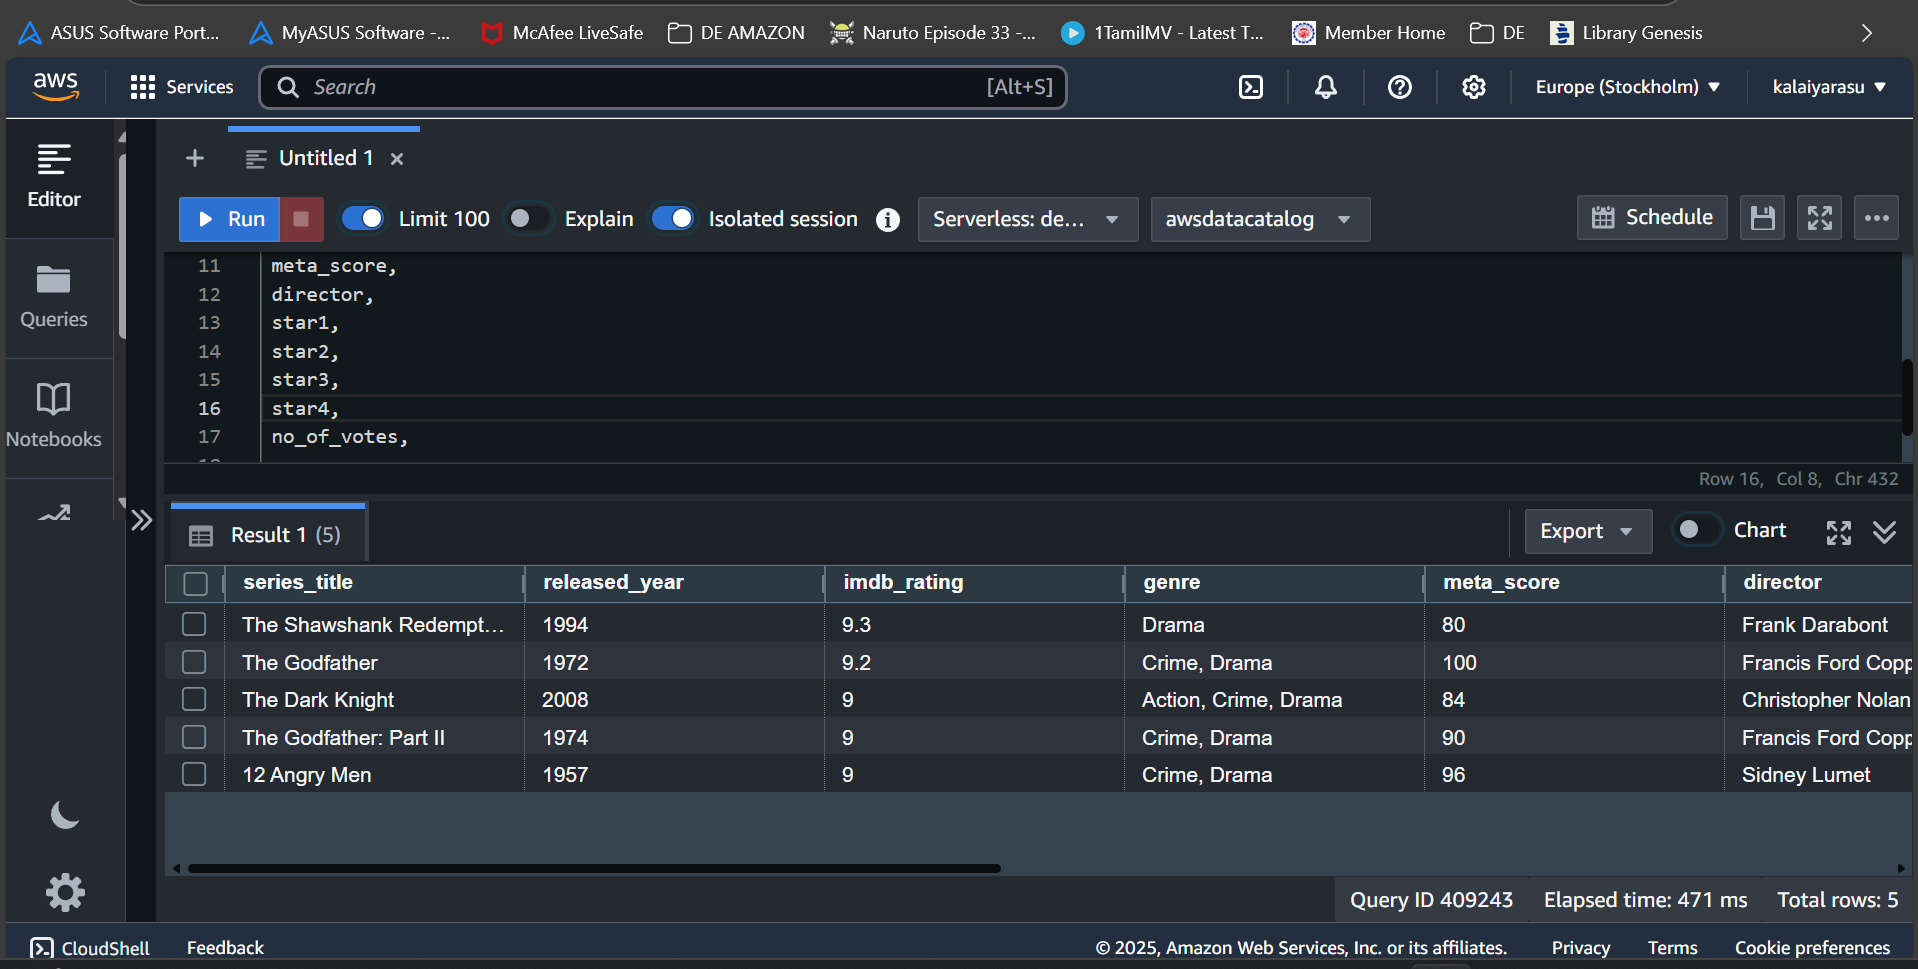 ASUS Software Port... MyASUS Software -... McAfee LiveSafe DE AMAZON Naruto Episode 33 -... 1TamilMV - Latest T... Member Home DE Library Genesis
aws Services Search [Alt+S] Europe (Stockholm) kalaiyarasu
Editor
Queries
Notebooks
Untitled 1
Run Limit 100 Explain Isolated session Serverless: de... awsdatacatalog Schedule
11 meta_score,
12 director,
13 star1,
14 star2,
15 star3,
16 star4,
17 no_of_votes,
Row 16, Col 8, Chr 432
Result 1 (5) Export Chart
series_title released_year imdb_rating genre meta_score director
The Shawshank Redempt... 1994 9.3 Drama 80 Frank Darabont
The Godfather 1972 9.2 Crime, Drama 100 Francis Ford Copp
The Dark Knight 2008 9 Action, Crime, Drama 84 Christopher Nolan
The Godfather: Part II 1974 9 Crime, Drama 90 Francis Ford Copp
12 Angry Men 1957 9 Crime, Drama 96 Sidney Lumet
Query ID 409243 Elapsed time: 471 ms Total rows: 5
CloudShell Feedback © 2025, Amazon Web Services, Inc. or its affiliates. Privacy Terms Cookie preferences